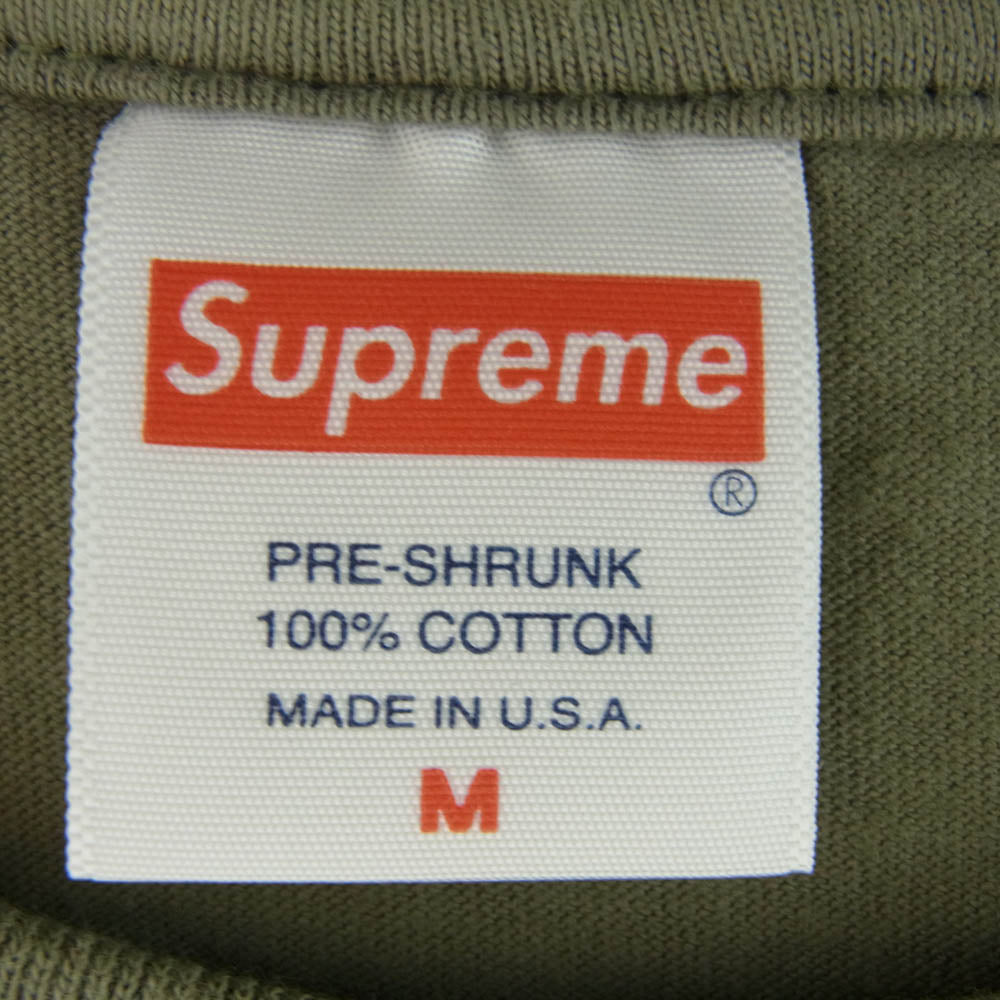 Supreme
®
PRE-SHRUNK
100% COTTON
MADE IN U.S.A.
M